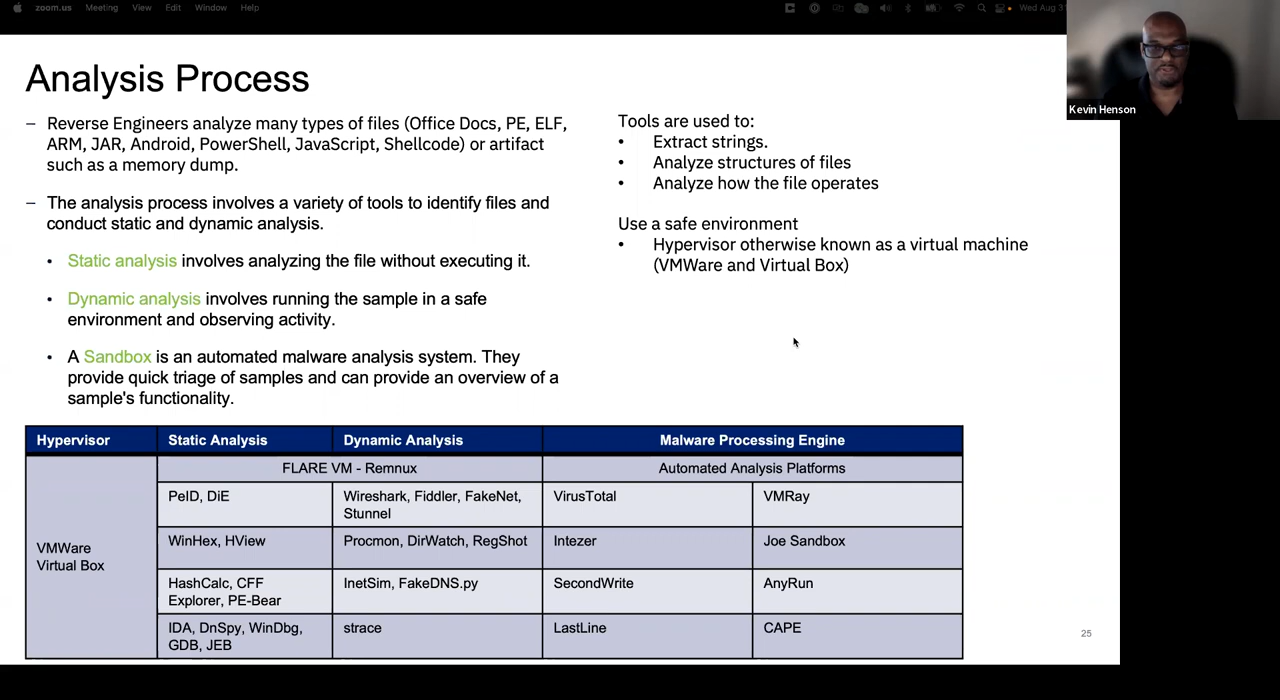 zoom.us Meeting View Edit Window Help Wed Aug 31
Kevin Henson
Analysis Process
– Reverse Engineers analyze many types of files (Office Docs, PE, ELF,
ARM, JAR, Android, PowerShell, JavaScript, Shellcode) or artifact
such as a memory dump.
– The analysis process involves a variety of tools to identify files and
conduct static and dynamic analysis.
• Static analysis involves analyzing the file without executing it.
• Dynamic analysis involves running the sample in a safe
environment and observing activity.
• A Sandbox is an automated malware analysis system. They
provide quick triage of samples and can provide an overview of a
sample's functionality.
Tools are used to:
• Extract strings.
• Analyze structures of files
• Analyze how the file operates
Use a safe environment
• Hypervisor otherwise known as a virtual machine
(VMWare and Virtual Box)
Hypervisor Static Analysis Dynamic Analysis Malware Processing Engine
FLARE VM - Remnux Automated Analysis Platforms
VMWare
Virtual Box
PeID, DiE
Wireshark, Fiddler, FakeNet,
Stunnel
VirusTotal
VMRay
WinHex, HView
Procmon, DirWatch, RegShot
Intezer
Joe Sandbox
HashCalc, CFF
Explorer, PE-Bear
InetSim, FakeDNS.py
SecondWrite
AnyRun
IDA, DnSpy, WinDbg,
GDB, JEB
strace
LastLine
CAPE
25